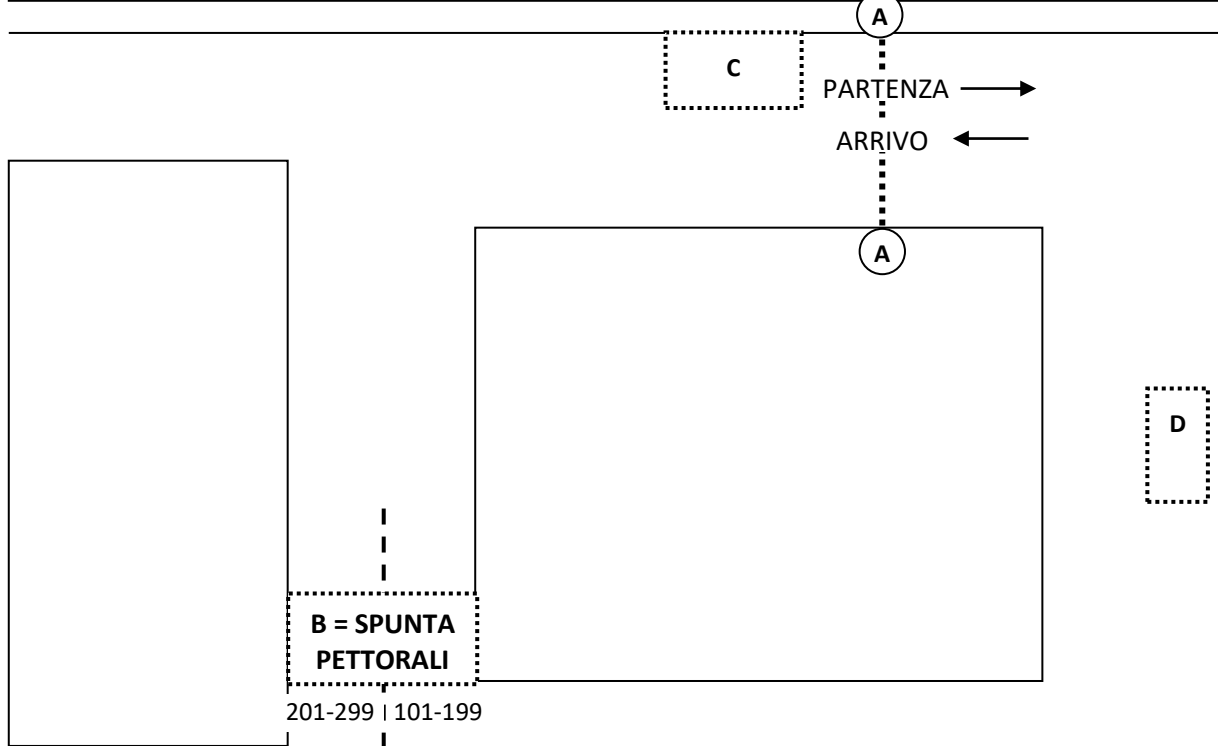 A
C
PARTENZA
ARRIVO
A
D
B = SPUNTA
PETTORALI
201-299 | 101-199